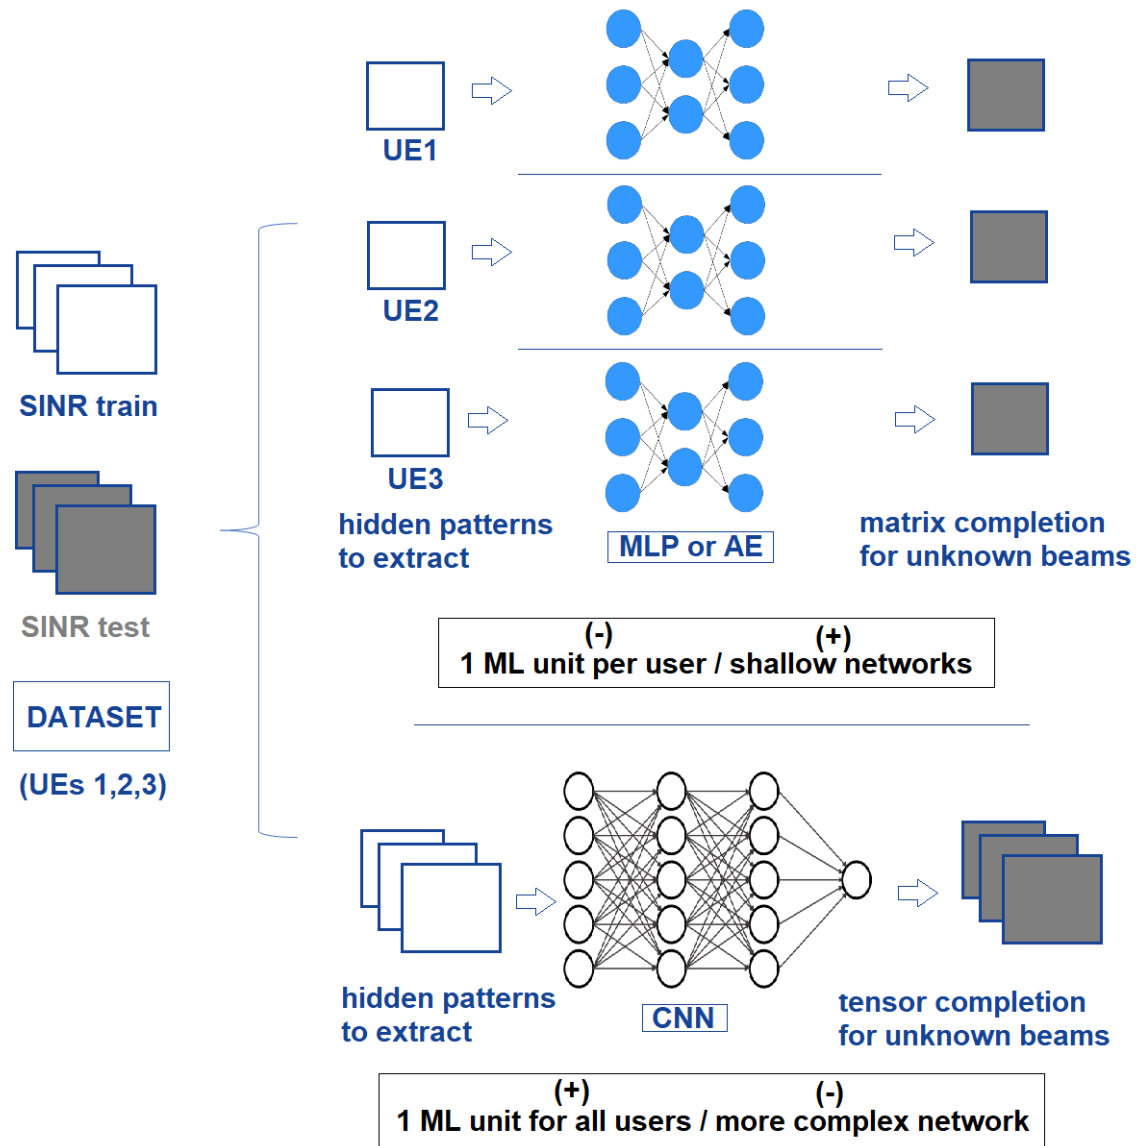 UE1
UE2
UE3
SINR train
SINR test
DATASET
(UEs 1,2,3)
hidden patterns
to extract
MLP or AE
matrix completion
for unknown beams
(-) (+)
1 ML unit per user / shallow networks
hidden patterns
to extract
CNN
tensor completion
for unknown beams
(+) (-)
1 ML unit for all users / more complex network